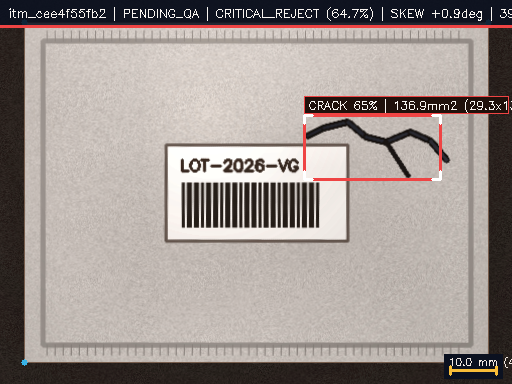 itm_cee4f55fb2 | PENDING_QA | CRITICAL_REJECT (64.7%) | SKEW +0.9deg | 39
CRACK 65% | 136.9mm2 (29.3x1
LOT-2026-VG
10.0 mm (4